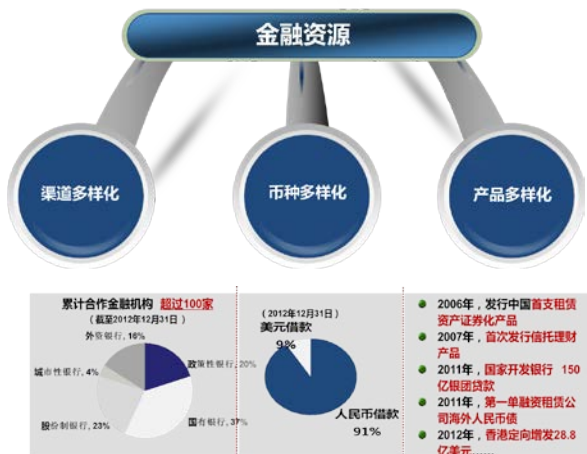 金融资源
渠道多样化
币种多样化
产品多样化
累计合作金融机构 超过100家
（截至2012年12月31日）
外资银行, 16%
政策性银行, 20%
城市性银行, 4%
股份制银行, 23%
国有银行, 37%
（2012年12月31日）
美元借款
9%
人民币借款
91%
2006年，发行中国首支租赁
资产证券化产品
2007年，首次发行信托理财
产品
2011年，国家开发银行 150
亿银团贷款
2011年，第一单融资租赁公
司海外人民币债
2012年，香港定向增发28.8
亿美元……